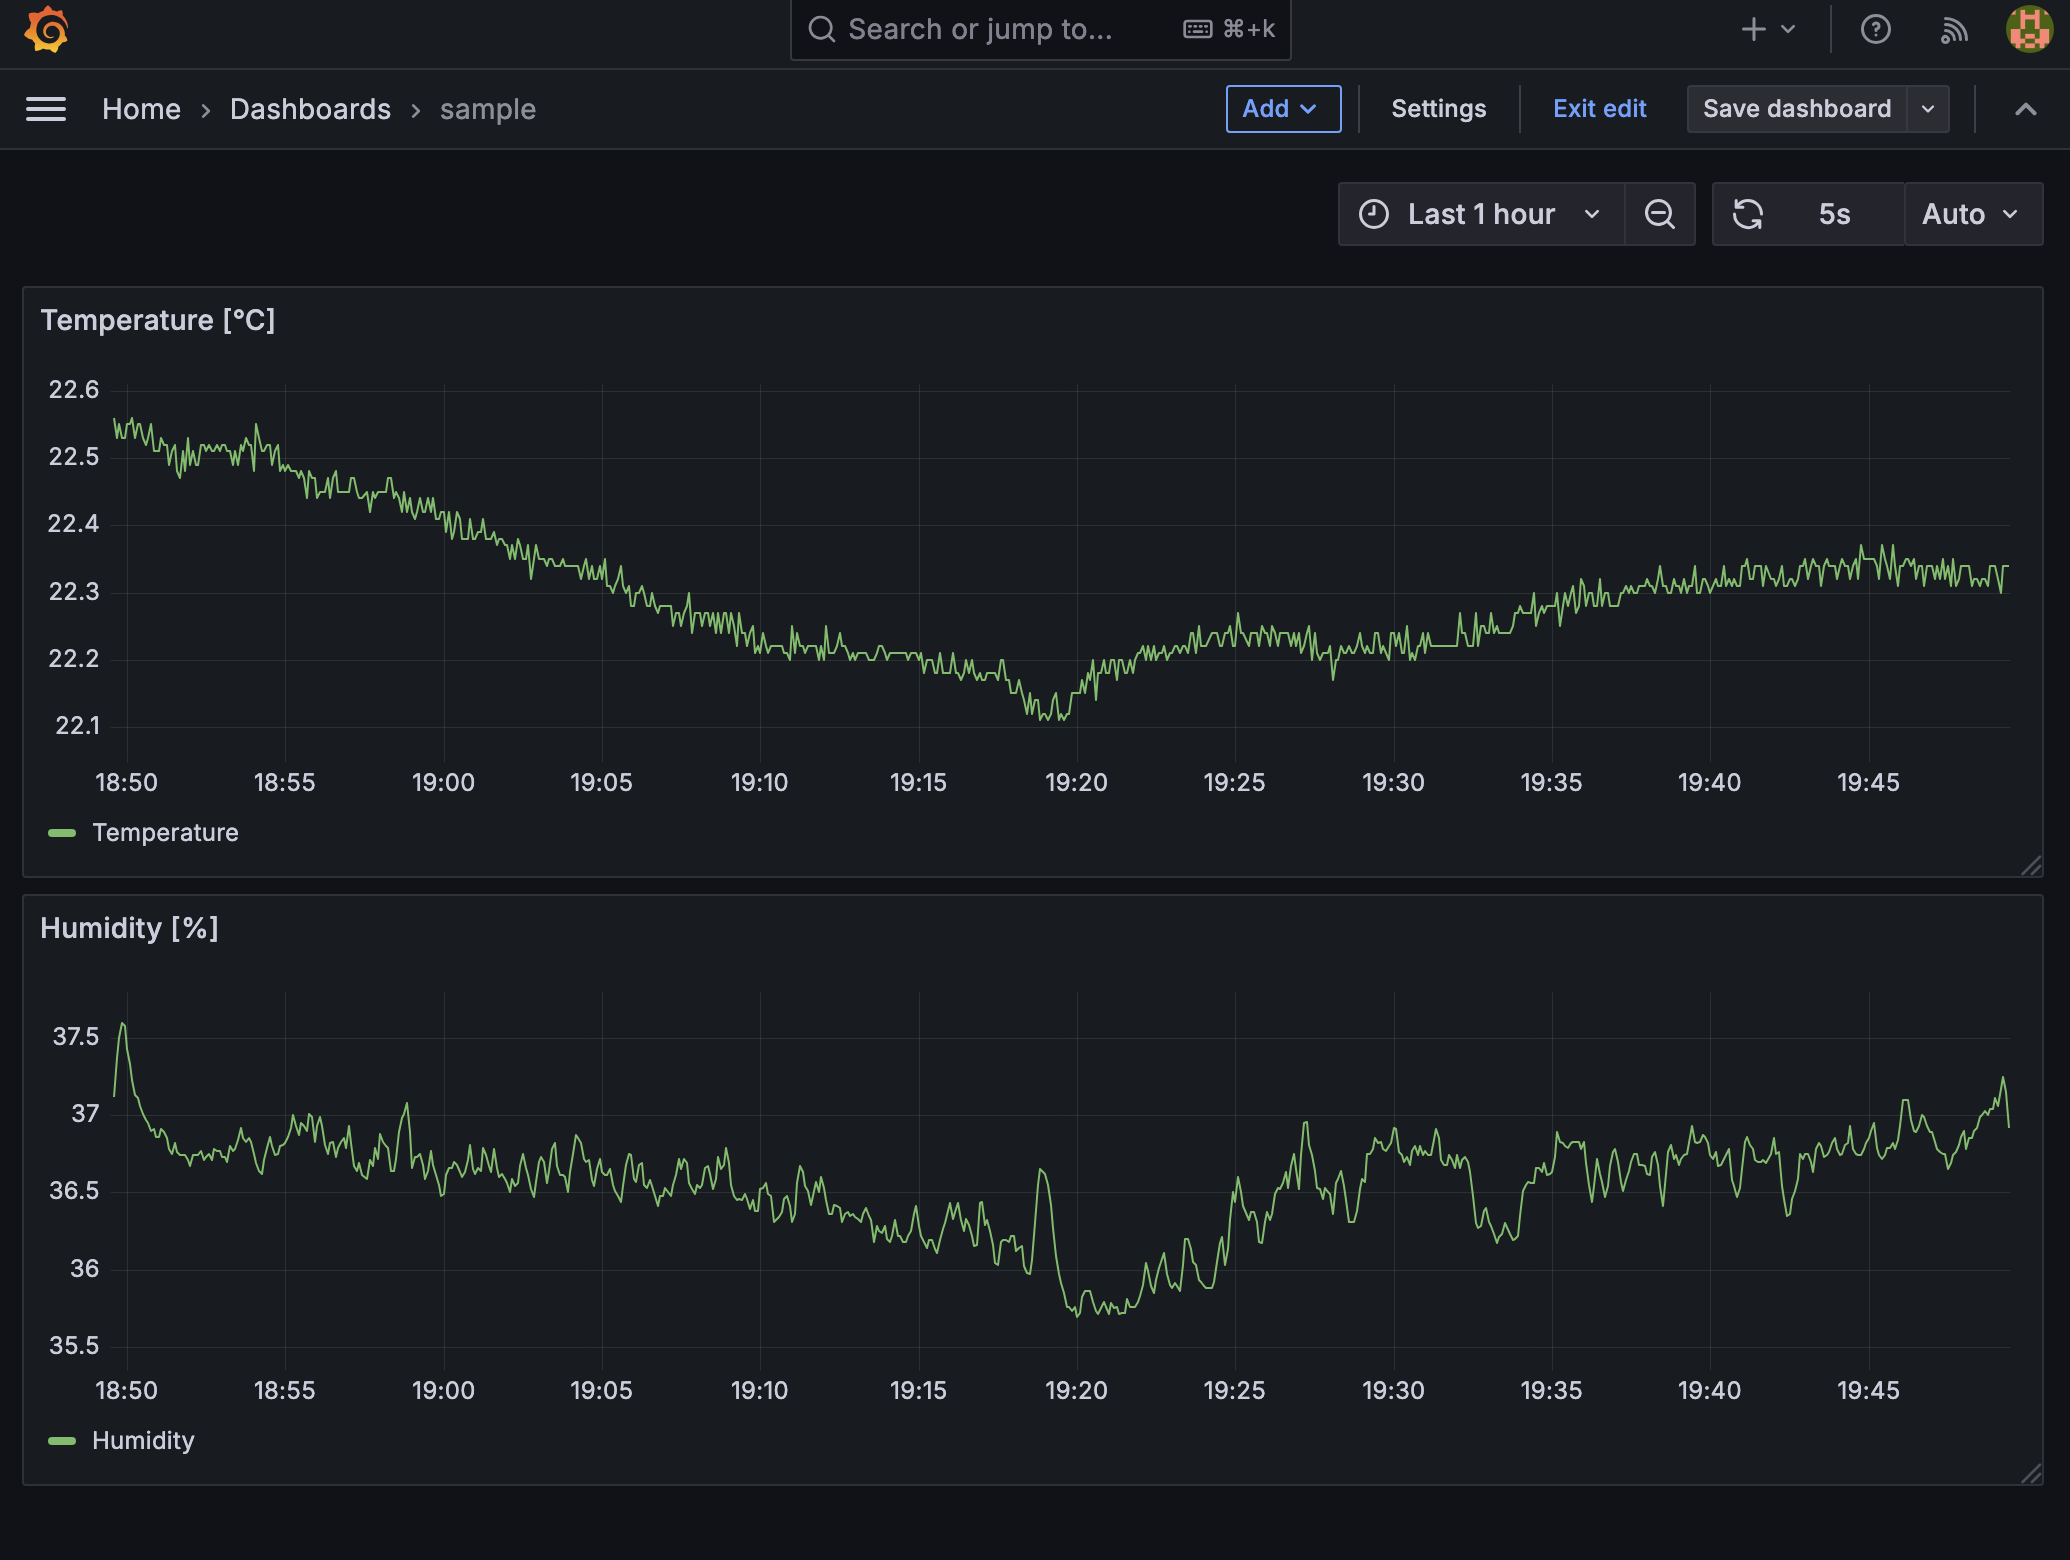 Search or jump to... ⌘+k
Home › Dashboards › sample
Add
Settings
Exit edit
Save dashboard
Last 1 hour
5s
Auto
Temperature [°C]
22.6
22.5
22.4
22.3
22.2
22.1
18:50 18:55 19:00 19:05 19:10 19:15 19:20 19:25 19:30 19:35 19:40 19:45
Temperature
Humidity [%]
37.5
37
36.5
36
35.5
18:50 18:55 19:00 19:05 19:10 19:15 19:20 19:25 19:30 19:35 19:40 19:45
Humidity